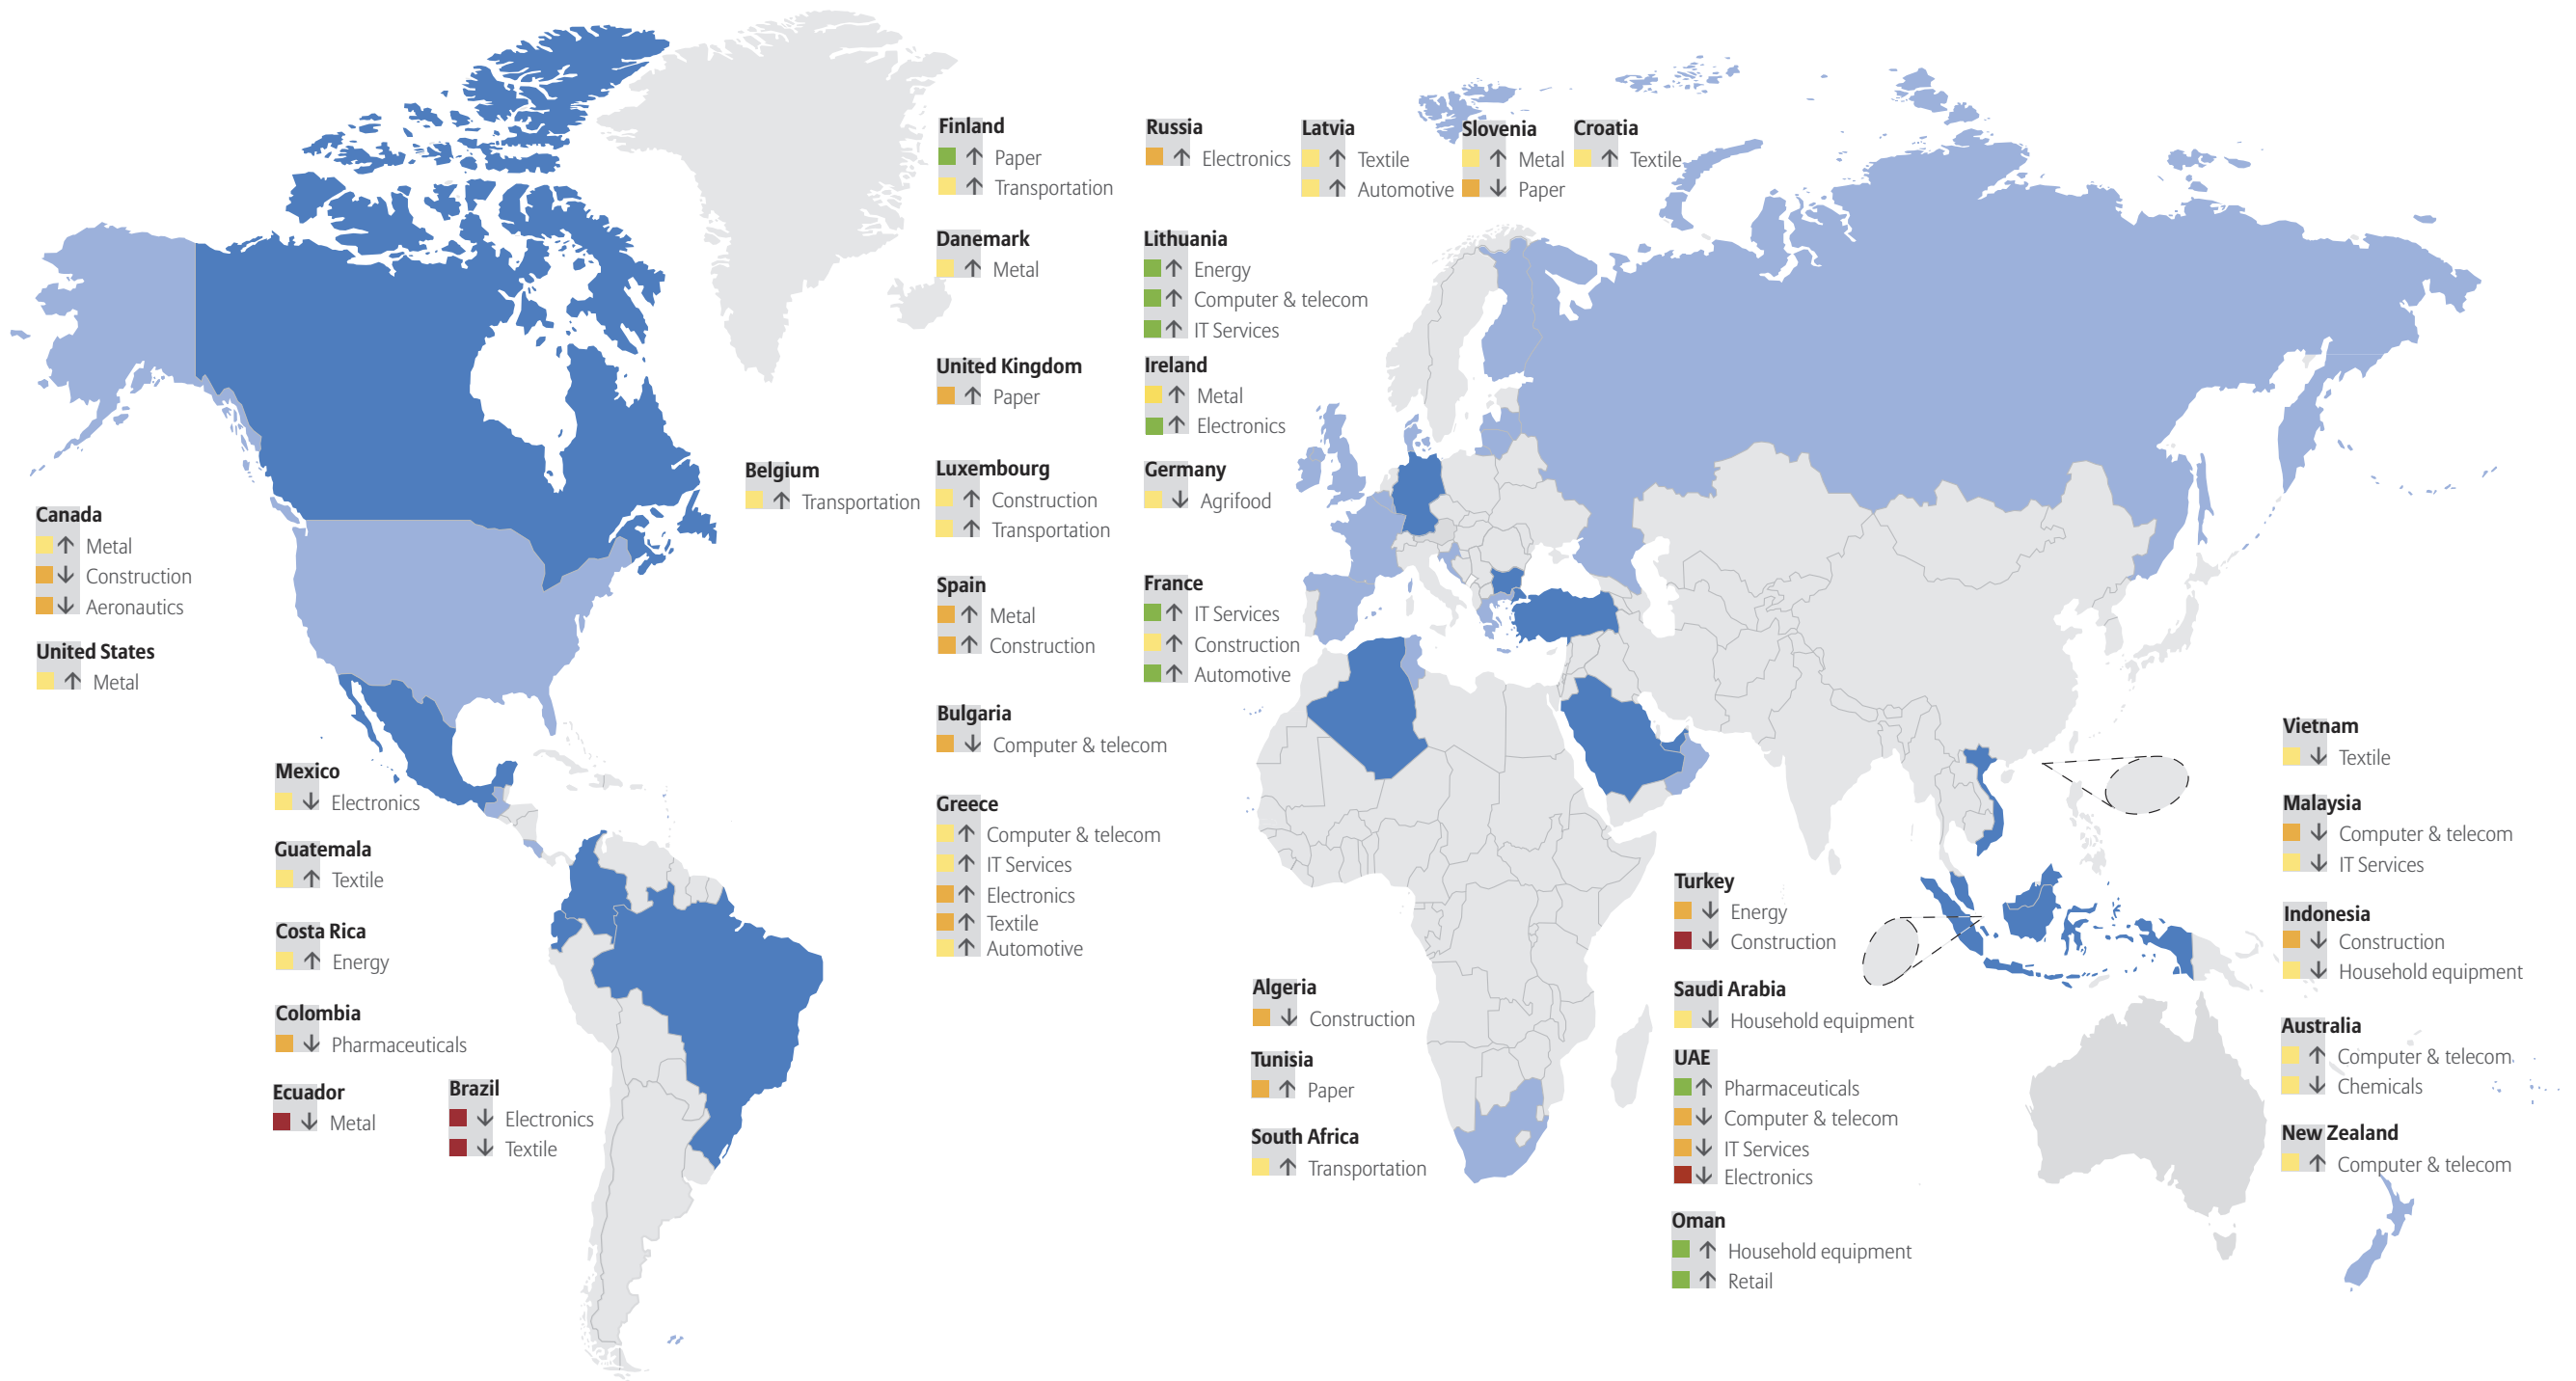 Finland
Paper
Transportation
Russia
Electronics
Latvia
Textile
Automotive
Slovenia
Metal
Paper
Croatia
Textile
Danemark
Metal
Lithuania
Energy
Computer & telecom
IT Services
United Kingdom
Paper
Ireland
Metal
Electronics
Belgium
Transportation
Luxembourg
Construction
Transportation
Germany
Agrifood
Canada
Metal
Construction
Aeronautics
United States
Metal
Spain
Metal
Construction
France
IT Services
Construction
Automotive
Bulgaria
Computer & telecom
Greece
Computer & telecom
IT Services
Electronics
Textile
Automotive
Mexico
Electronics
Guatemala
Textile
Costa Rica
Energy
Colombia
Pharmaceuticals
Ecuador
Metal
Brazil
Electronics
Textile
Algeria
Construction
Tunisia
Paper
South Africa
Transportation
Turkey
Energy
Construction
Saudi Arabia
Household equipment
UAE
Pharmaceuticals
Computer & telecom
IT Services
Electronics
Oman
Household equipment
Retail
Vietnam
Textile
Malaysia
Computer & telecom
IT Services
Indonesia
Construction
Household equipment
Australia
Computer & telecom
Chemicals
New Zealand
Computer & telecom